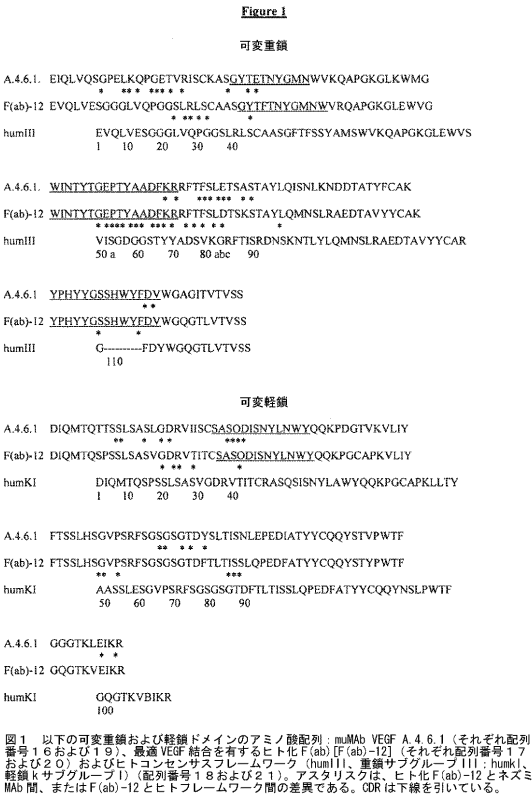 Figure 1
可変重鎖
A.4.6.1. EIQLVQSGPELKQPGETVRISCKASGYTETNYGMNWVKQAPGKGLKWMG
* ** *** * * * **
F(ab)-12 EVQLVESGGGLVQPGGSLRLSCAASGYTFTNYGMNWVRQAPGKGLEWVG
* ** * * *
humIII EVQLVESGGGLVQPGGSLRLSCAASGFTFSSYAMSWVKQAPGKGLEWVS
1 10 20 30 40
A.4.6.1. WINTYTGEPTYAADFKRRFTFSLETSASTAYLQISNLKNDDTATYFCAK
* * *** *** * *
F(ab)-12 WINTYTGEPTYAADFKRRFTFSLDTSKSTAYLQMNSLRAEDTAVYYCAK
* **** *** ** * ** * * *
humIII VISGDGGSTYYADSVKGRFTISRDNSKNTLYLQMNSLRAEDTAVYYCAR
50 a 60 70 80 abc 90
A.4.6.1 YPHYYGSSHWYFDVWGAGITVTVSS
* *
F(ab)-12 YPHYYGSSHWYFDVWGQGTLVTVSS
* *
humIII G----------FDYWGQGTLVTVSS
110
可変軽鎖
A.4.6.1 DIQMTQTTSSLSASLGDRVIISCSASODISNYLNWYQQKPDGTVKVLIY
** * * * ****
F(ab)-12 DIQMTQSPSSLSASVGDRVTITCSASODISNYLNWYQQKPGCAPKVLIY
* ** * *
humKI DIQMTQSPSSLSASVGDRVTITCRASQSISNYLAWYQQKPGCAPKLLTY
1 10 20 30 40
A.4.6.1 FTSSLHSGVPSRFSGSGSGTDYSLTISNLEPEDIATYYCQQYSTVPWTF
** * * *
F(ab)-12 FTSSLHSGVPSRFSGSGSGTDFTLTISSLQPEDFATYYCQQYSTYPWTF
** * ***
humKI AASSLESGVPSRFSGSGSGTDFTLTISSLQPEDFATYYCQQYNSLPWTF
50 60 70 80 90
A.4.6.1 GGGTKLEIKR
* *
F(ab)-12 GQGTKVEIKR
humKI GQGTKVBIKR
100
図1 以下の可変重鎖および軽鎖ドメインのアミノ酸配列:muMAb VEGF A.4.6.1 (それぞれ配列
番号16および19)、最適VEGF結合を有するヒト化F(ab)[F(ab)-12] (それぞれ配列番号17
および20)およびヒトコンセンサスフレームワーク (humIII、重鎖サブグループIII;humkI、
軽鎖kサブグループI) (配列番号18および21)。アスタリスクは、ヒト化F(ab)-12とネズミ
MAb間、またはF(ab)-12とヒトフレームワーク間の差異である。CDRは下線を引いている。